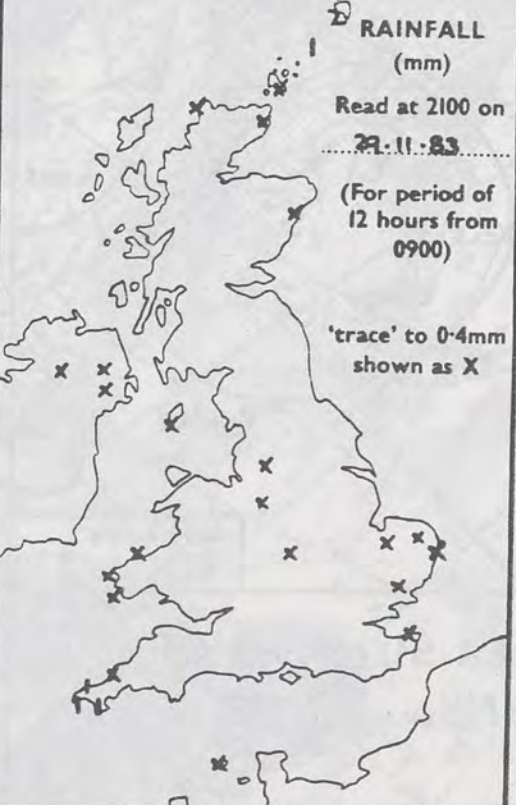 RAINFALL
(mm)
Read at 2100 on
29·11·83
(For period of
12 hours from
0900)
'trace' to 0·4mm
shown as X